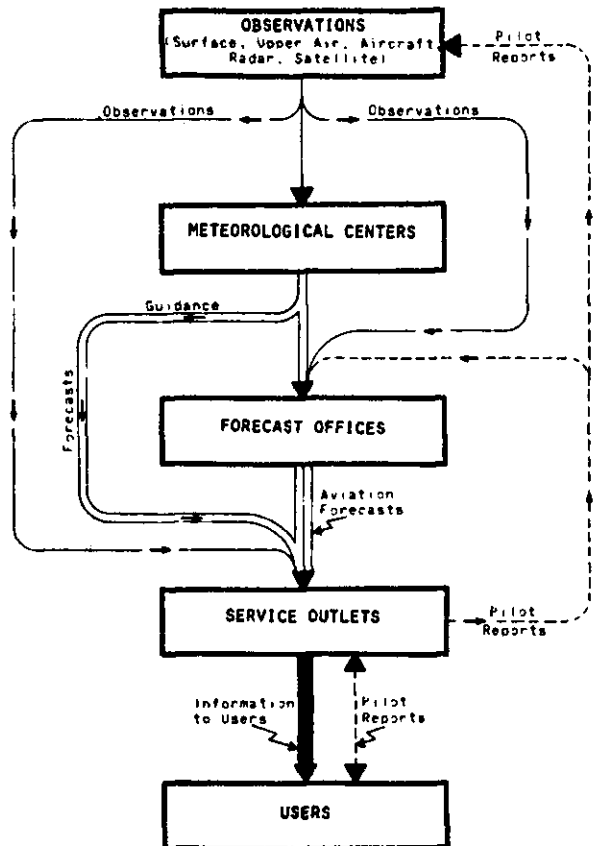 OBSERVATIONS
(Surface, Upper Air, Aircraft
Radar, Satellite)
Pilot
Reports
Observations
Observations
METEOROLOGICAL CENTERS
Guidance
Forecasts
FORECAST OFFICES
Aviation
Forecasts
SERVICE OUTLETS
Pilot
Reports
Information
to Users
Pilot
Reports
USERS